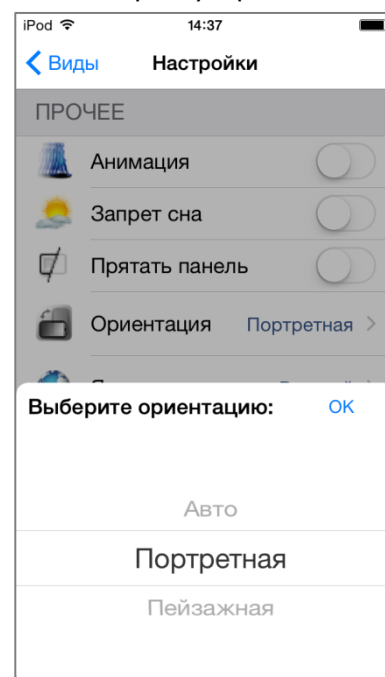 iPod 14:37
Виды Настройки
ПРОЧЕЕ
Анимация
Запрет сна
Прятать панель
Ориентация Портретная
Выберите ориентацию: OK
Авто
Портретная
Пейзажная